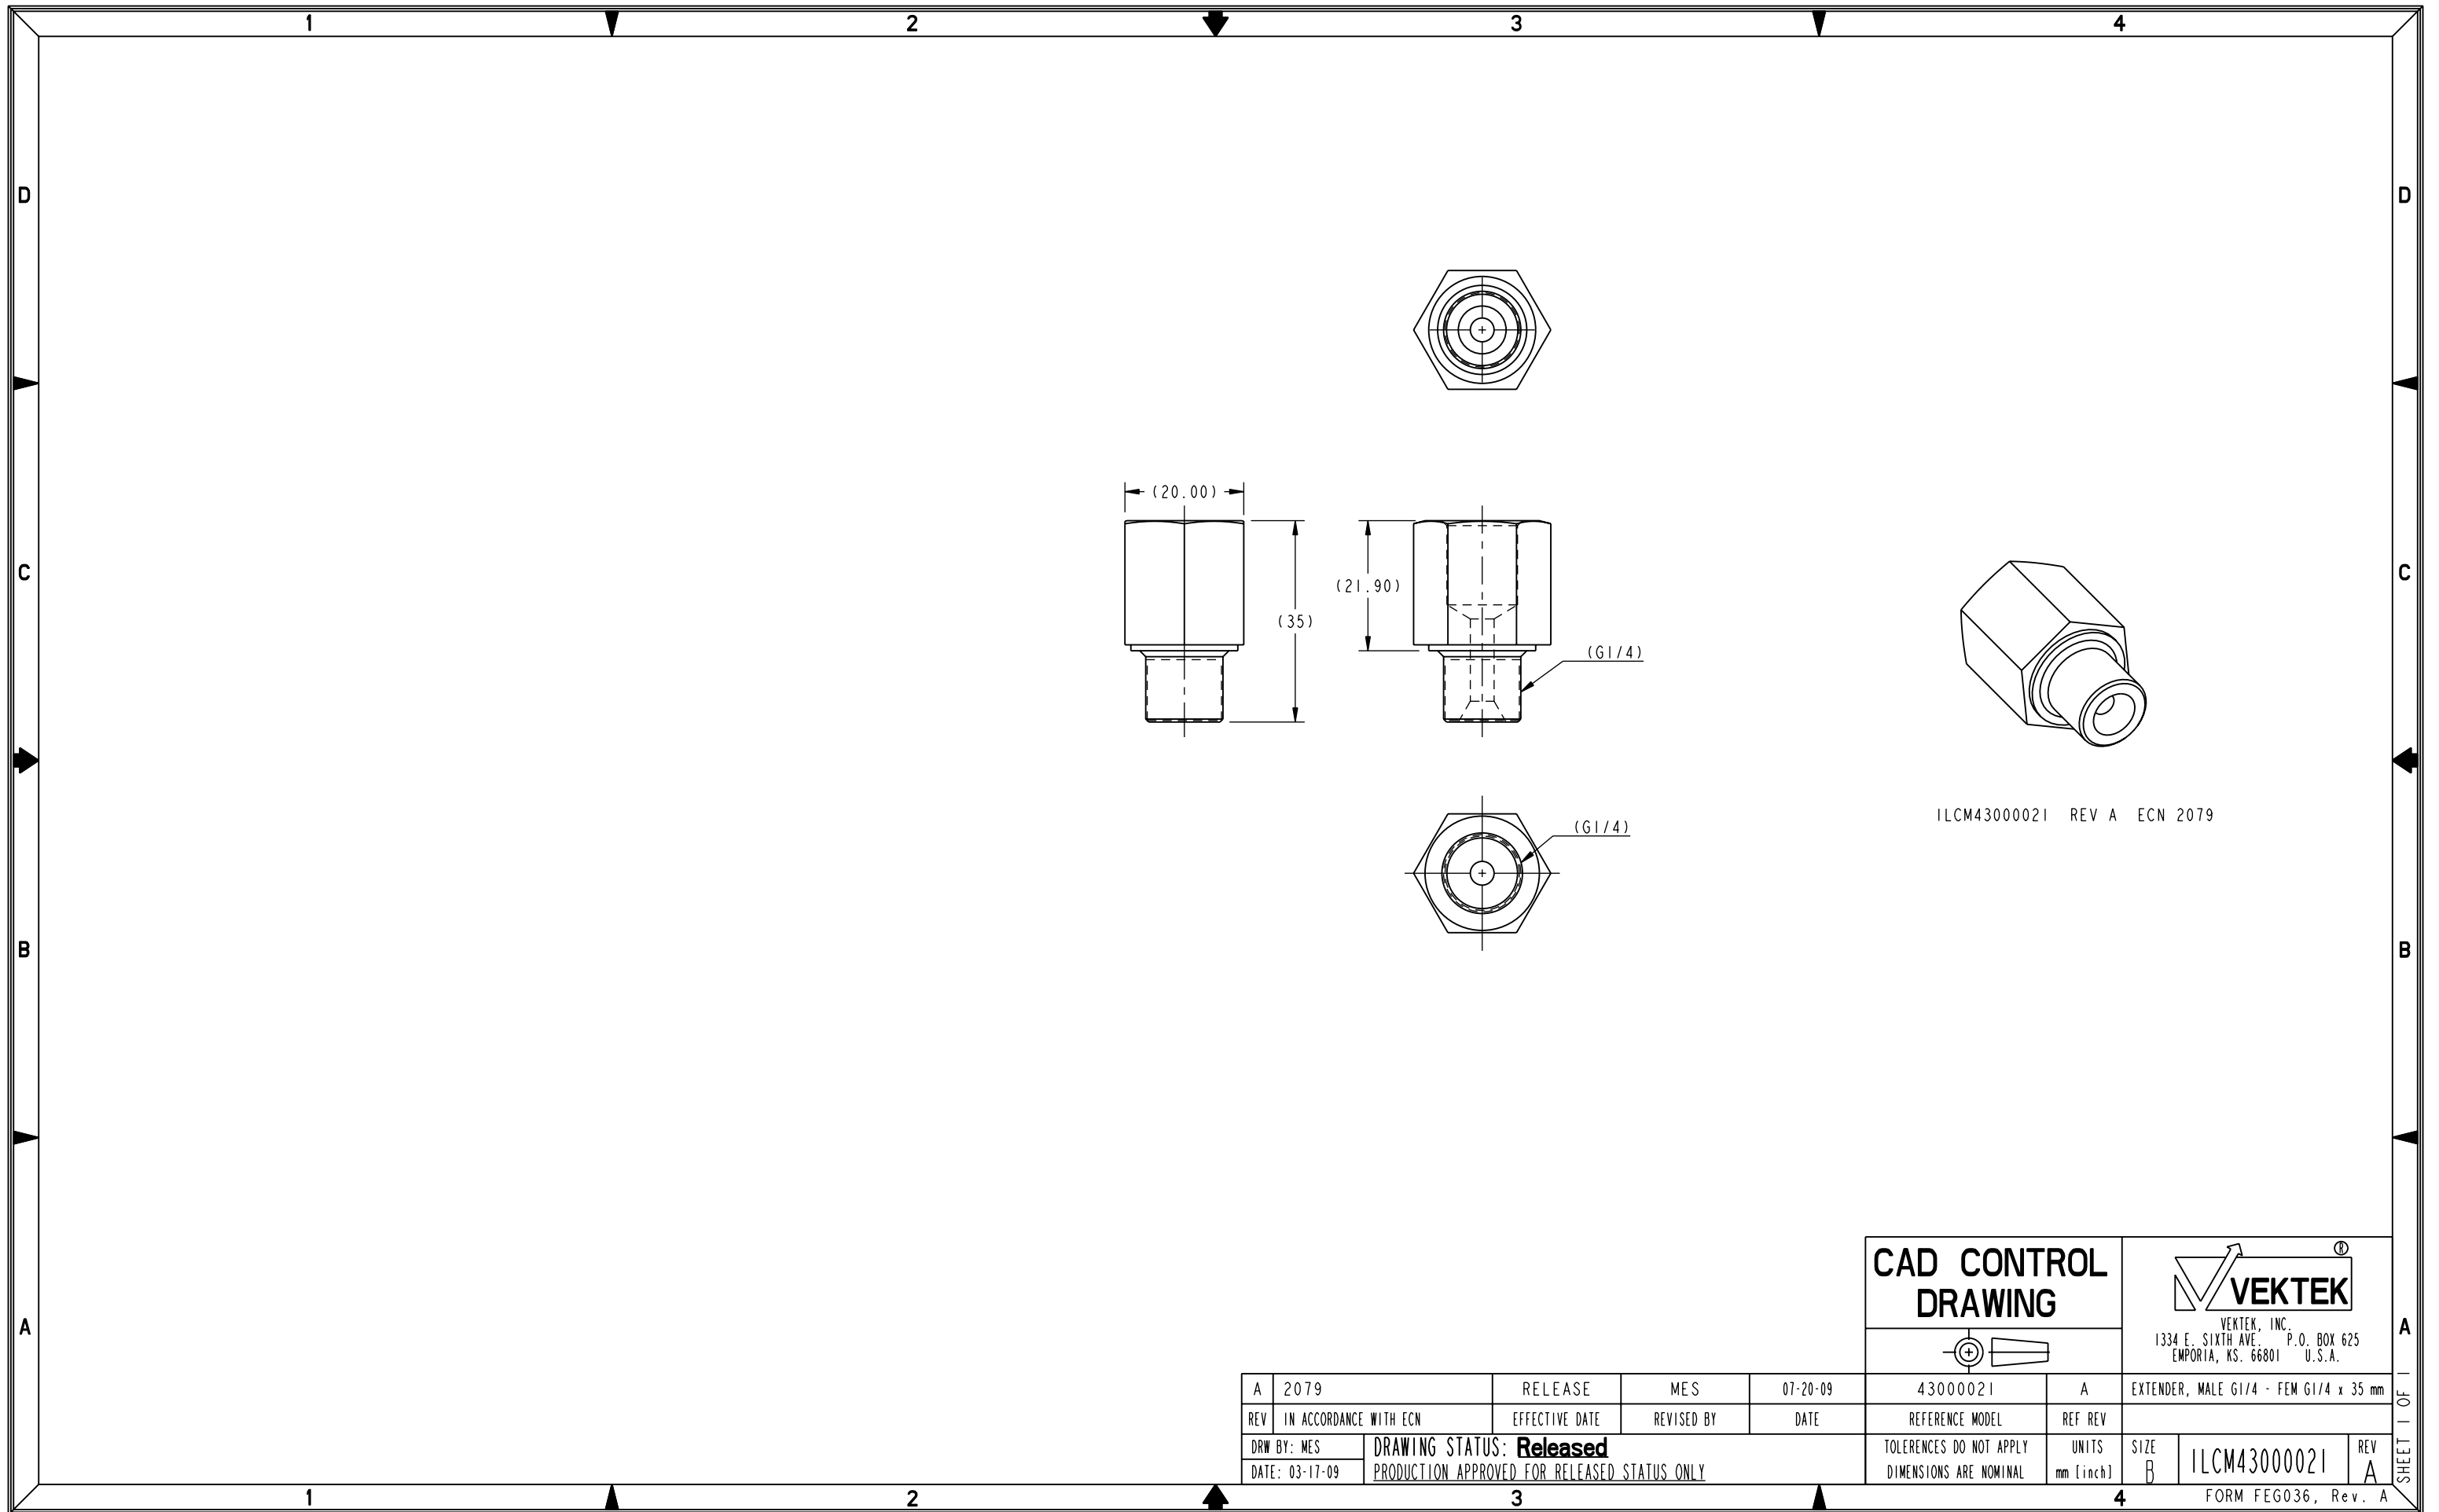 1 2 3 4
D D
(20.00)
C C
(21.90)
(35)
(G1/4)
ILCM43000021 REV A ECN 2079
(G1/4)
B B
CAD CONTROL
DRAWING
®
VEKTEK
VEKTEK, INC.
1334 E. SIXTH AVE. P.O. BOX 625
EMPORIA, KS. 66801 U.S.A.
A A
A 2079 RELEASE MES 07-20-09 43000021 A EXTENDER, MALE G1/4 - FEM G1/4 x 35 mm
REV IN ACCORDANCE WITH ECN EFFECTIVE DATE REVISED BY DATE REFERENCE MODEL REF REV
DRW BY: MES DRAWING STATUS: Released TOLERENCES DO NOT APPLY UNITS SIZE ILCM43000021 REV
DATE: 03-17-09 PRODUCTION APPROVED FOR RELEASED STATUS ONLY DIMENSIONS ARE NOMINAL mm [inch] B A
SHEET 1 OF 1
1 2 3 4
FORM FEG036, Rev. A